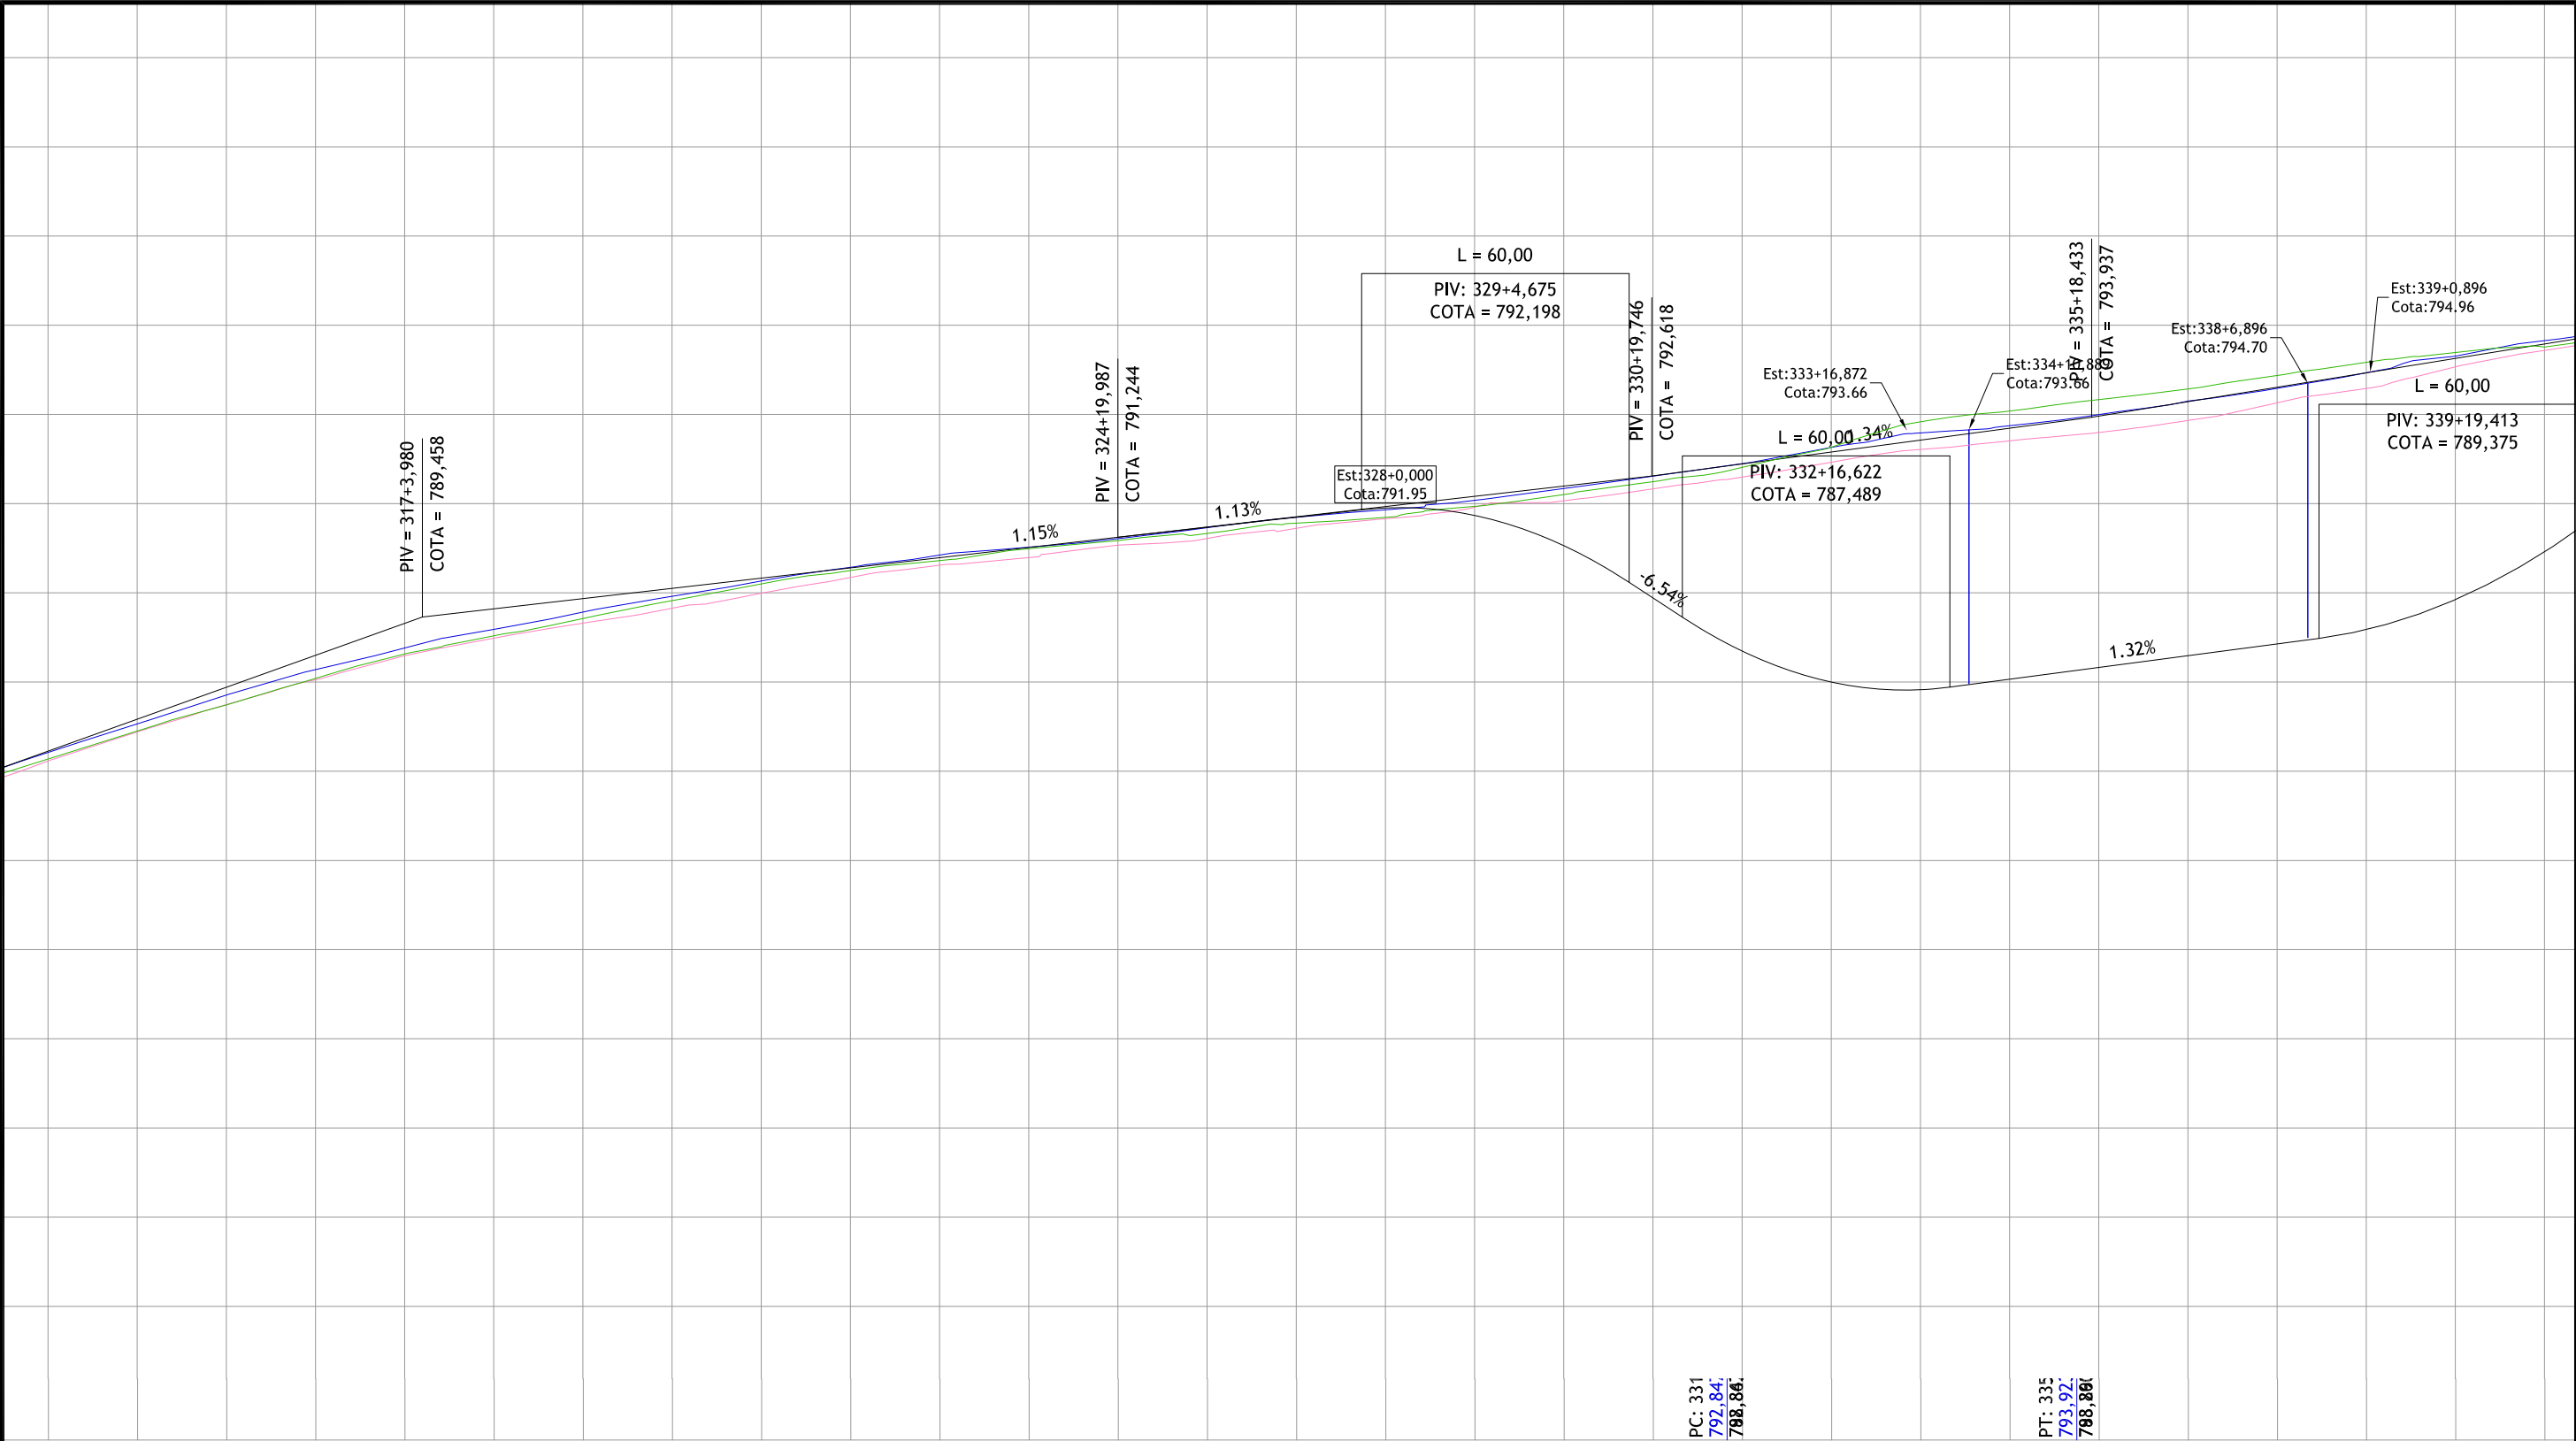 PIV = 317+3,980
COTA = 789,458
1.15%
PIV = 324+19,987
COTA = 791,244
1.13%
L = 60,00
PIV: 329+4,675
COTA = 792,198
Est:328+0,000
Cota:791.95
PIV = 330+19,746
COTA = 792,618
-6.54%
L = 60,00
PIV: 332+16,622
COTA = 787,489
Est:333+16,872
Cota:793.66
Cota:793.66
PIV = 335+18,433
COTA = 793,937
1.32%
Est:338+6,896
Cota:794.70
Est:339+0,896
Cota:794.96
L = 60,00
PIV: 339+19,413
COTA = 789,375
PC: 331
792,84
PT: 335
793,92